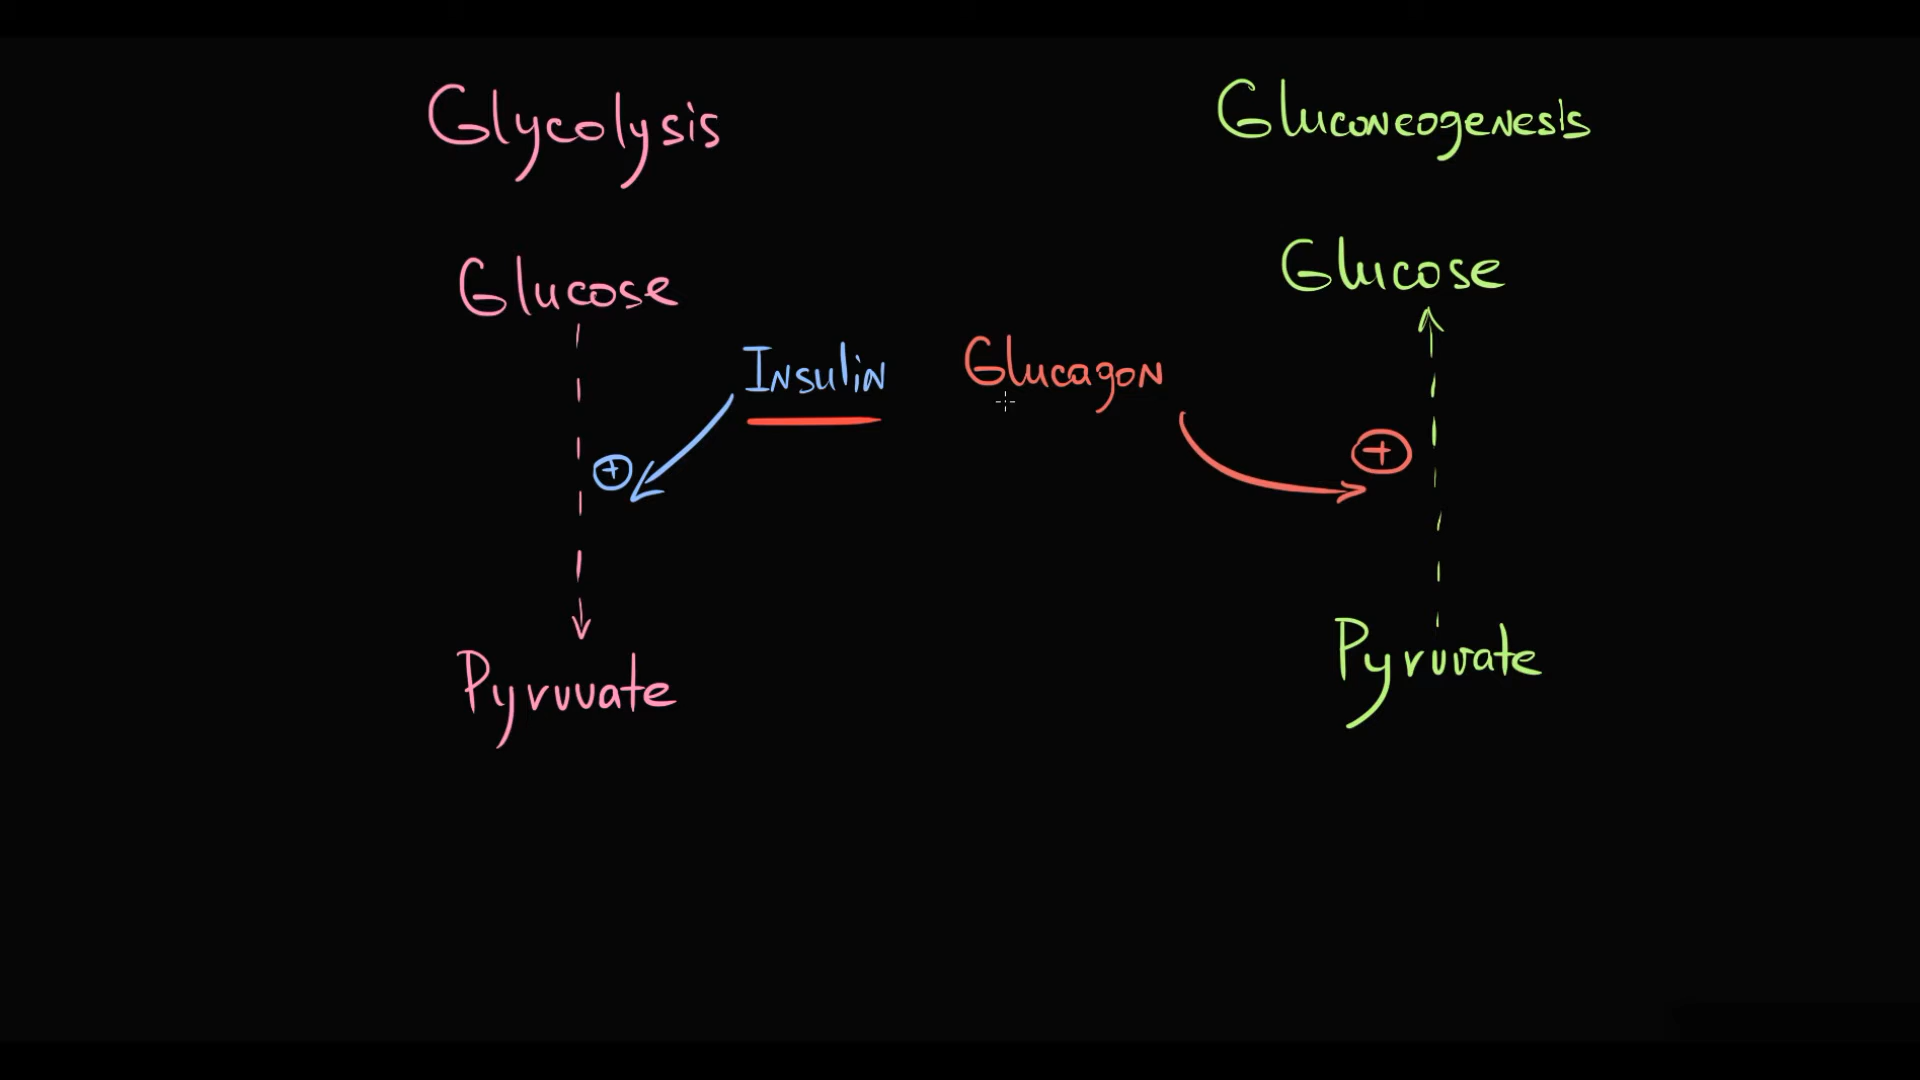 Glycolysis
Gluconeogenesis
Glucose
Glucose
Insulin
Glucagon
+
+
Pyruvate
Pyruvate